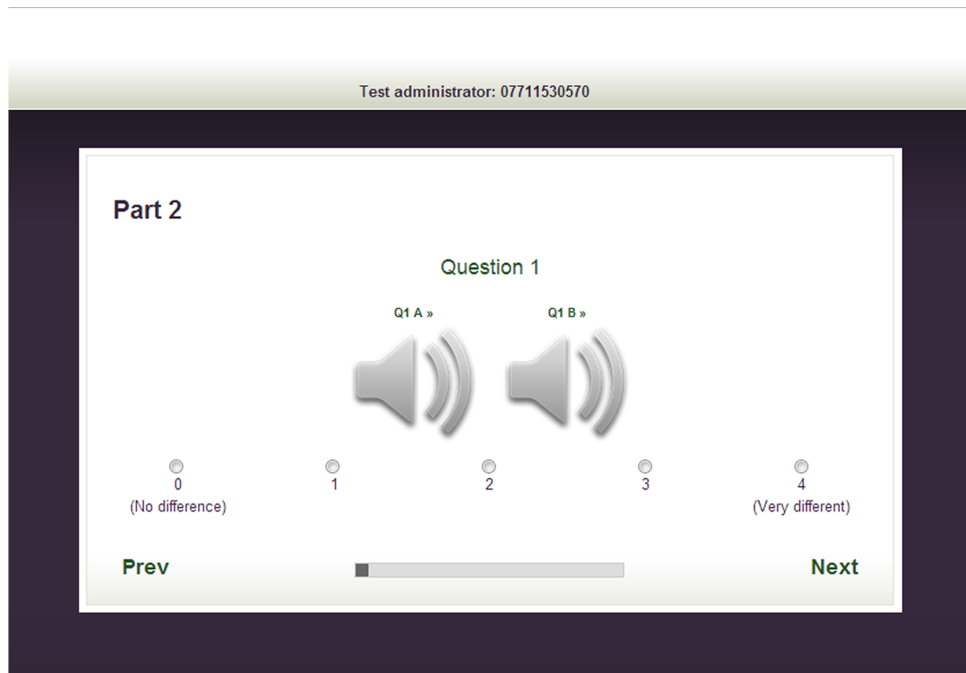 Test administrator: 07711530570
Part 2
Question 1
Q1 A » Q1 B »
0 1 2 3 4
(No difference) (Very different)
Prev Next